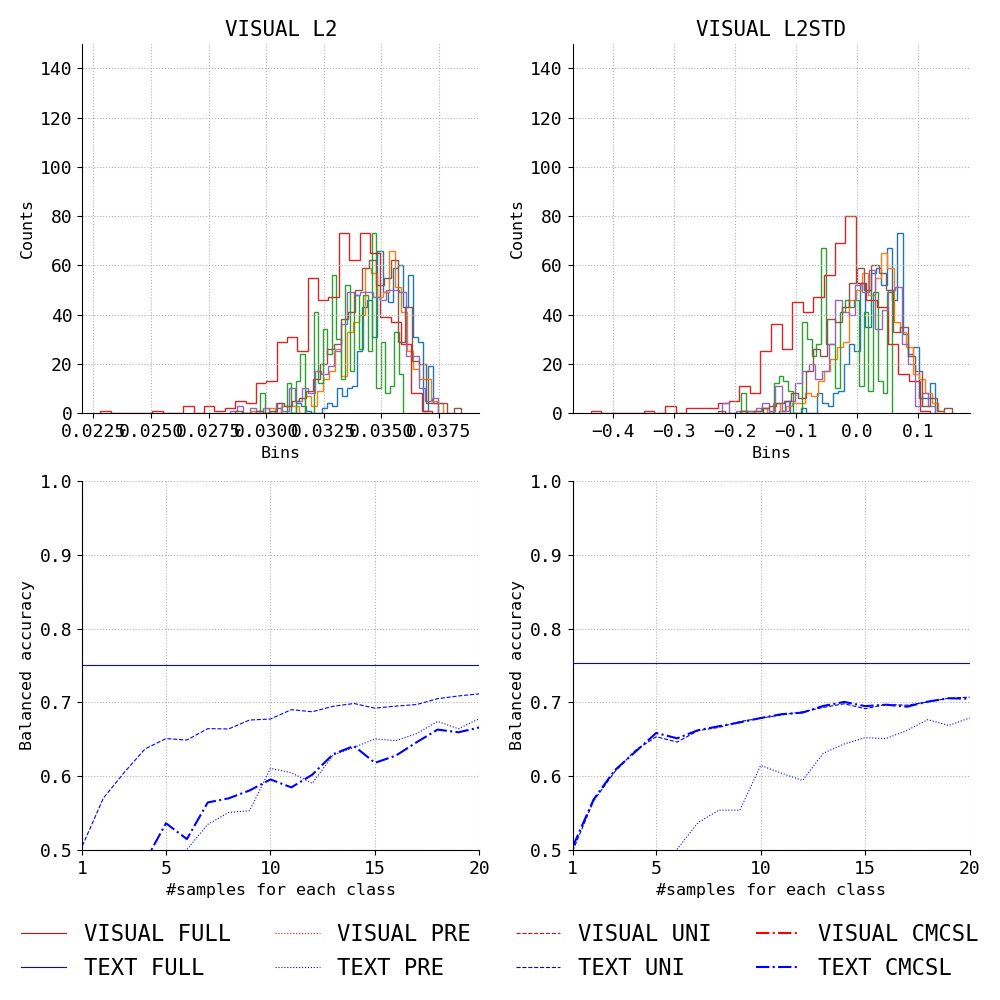 VISUAL L2
VISUAL L2STD
140
120
100
80
60
40
20
0
Counts
0.0225 0.0250 0.0275 0.0300 0.0325 0.0350 0.0375
Bins
140
120
100
80
60
40
20
0
Counts
−0.4 −0.3 −0.2 −0.1 0.0 0.1
Bins
1.0
0.9
0.8
0.7
0.6
0.5
Balanced accuracy
1 5 10 15 20
#samples for each class
1.0
0.9
0.8
0.7
0.6
0.5
Balanced accuracy
1 5 10 15 20
#samples for each class
VISUAL FULL VISUAL PRE VISUAL UNI VISUAL CMCSL
TEXT FULL TEXT PRE TEXT UNI TEXT CMCSL